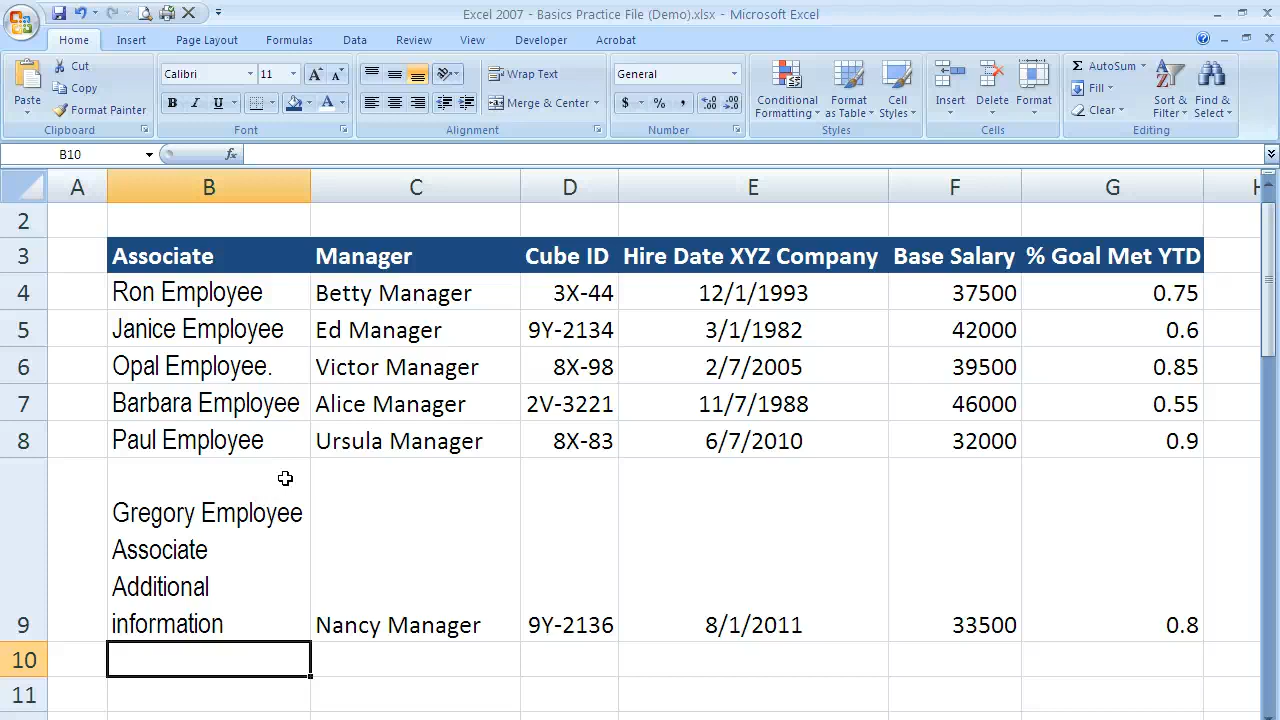 Excel 2007 - Basics Practice File (Demo).xlsx - Microsoft Excel
Home Insert Page Layout Formulas Data Review View Developer Acrobat
Paste
Cut
Copy
Format Painter
Clipboard
Calibri 11
B I U
Font
Wrap Text
Merge & Center
Alignment
General
$ % ,
Number
Conditional Formatting
Format as Table
Cell Styles
Styles
Insert Delete Format
Cells
Σ AutoSum
Fill
Clear
Sort & Filter
Find & Select
Editing
B10 fx
A B C D E F G H
2
3 Associate Manager Cube ID Hire Date XYZ Company Base Salary % Goal Met YTD
4 Ron Employee Betty Manager 3X-44 12/1/1993 37500 0.75
5 Janice Employee Ed Manager 9Y-2134 3/1/1982 42000 0.6
6 Opal Employee. Victor Manager 8X-98 2/7/2005 39500 0.85
7 Barbara Employee Alice Manager 2V-3221 11/7/1988 46000 0.55
8 Paul Employee Ursula Manager 8X-83 6/7/2010 32000 0.9
Gregory Employee
Associate
Additional
9 information Nancy Manager 9Y-2136 8/1/2011 33500 0.8
10
11